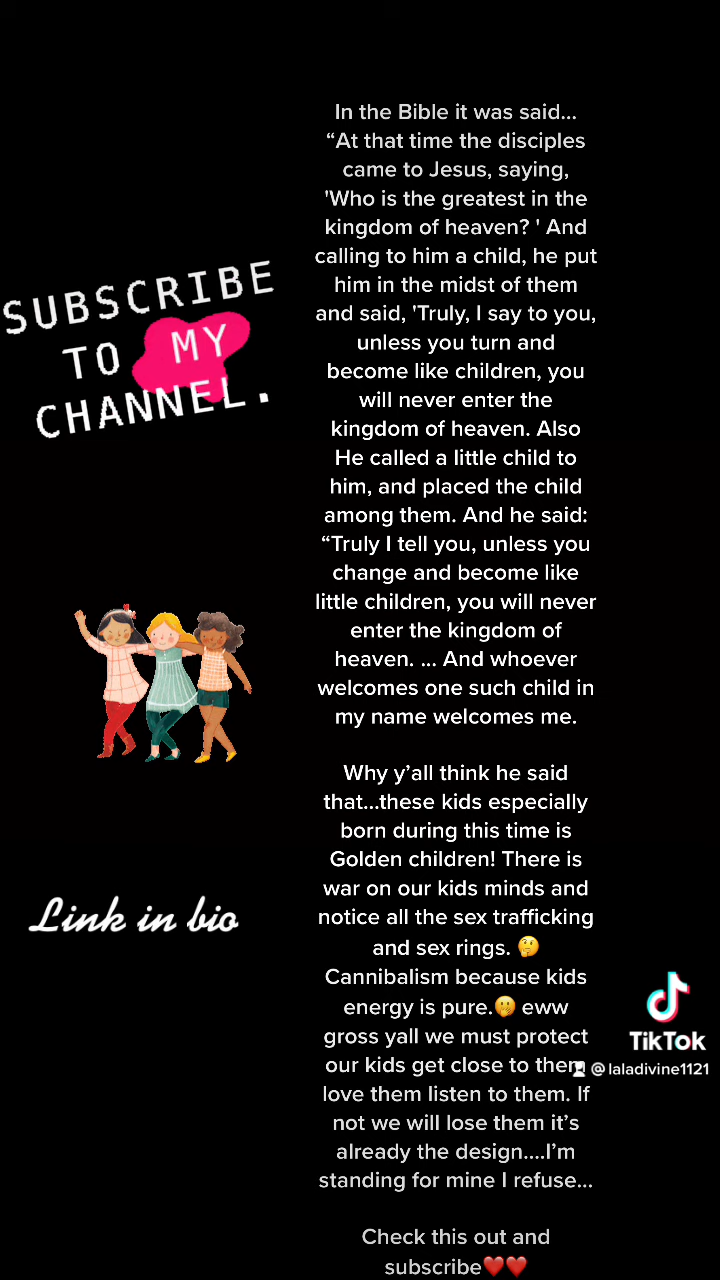 In the Bible it was said...
“At that time the disciples
came to Jesus, saying,
'Who is the greatest in the
kingdom of heaven? ' And
calling to him a child, he put
him in the midst of them
and said, 'Truly, I say to you,
unless you turn and
become like children, you
will never enter the
kingdom of heaven. Also
He called a little child to
him, and placed the child
among them. And he said:
“Truly I tell you, unless you
change and become like
little children, you will never
enter the kingdom of
heaven. ... And whoever
welcomes one such child in
my name welcomes me.
Why y’all think he said
that...these kids especially
born during this time is
Golden children! There is
war on our kids minds and
notice all the sex trafficking
and sex rings. 🤔
Cannibalism because kids
energy is pure.🤭 eww
gross yall we must protect
our kids get close to them
love them listen to them. If
not we will lose them it’s
already the design....I’m
standing for mine I refuse...
Check this out and
subscribe❤️❤️
SUBSCRIBE
TO MY
CHANNEL.
Link in bio
TikTok
@laladivine1121